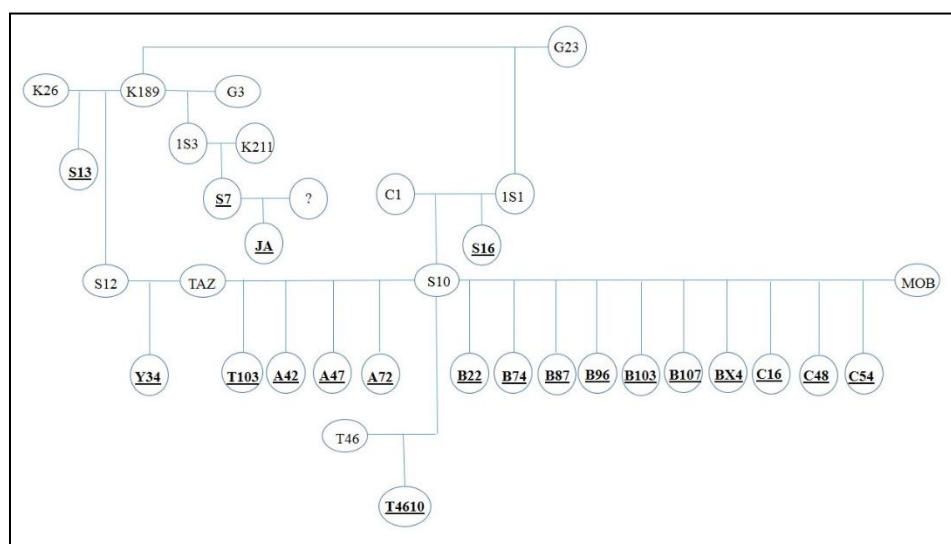 G23
K26 K189 G3
1S3 K211
S13
S7 ? C1 1S1
JA S16
S12 TAZ S10 MOB
Y34 T103 A42 A47 A72 B22 B74 B87 B96 B103 B107 BX4 C16 C48 C54
T46
T4610